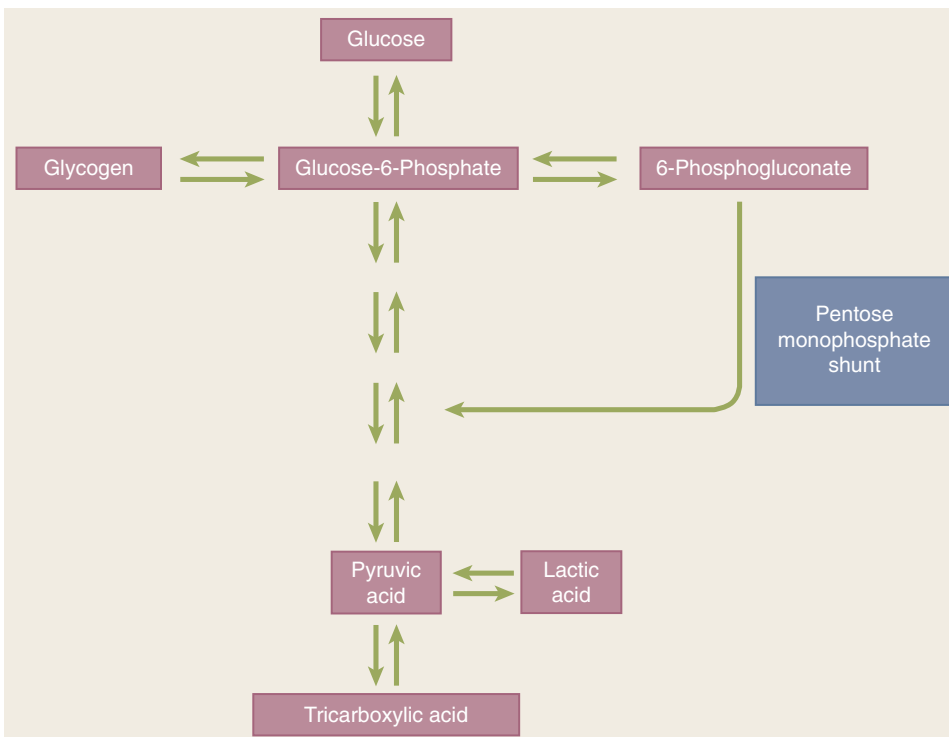 Glucose
Glycogen
Glucose-6-Phosphate
6-Phosphogluconate
Pentose
monophosphate
shunt
Pyruvic
acid
Lactic
acid
Tricarboxylic acid